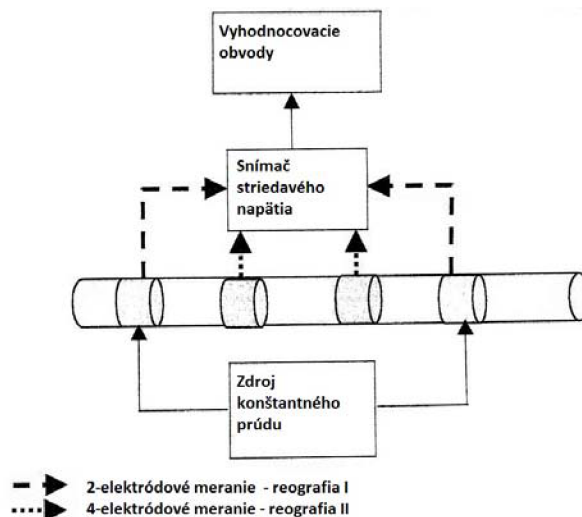 Vyhodnocovacie
obvody
Snímač
striedavého
napätia
Zdroj
konštantného
prúdu
2-elektródové meranie - reografia I
4-elektródové meranie - reografia II